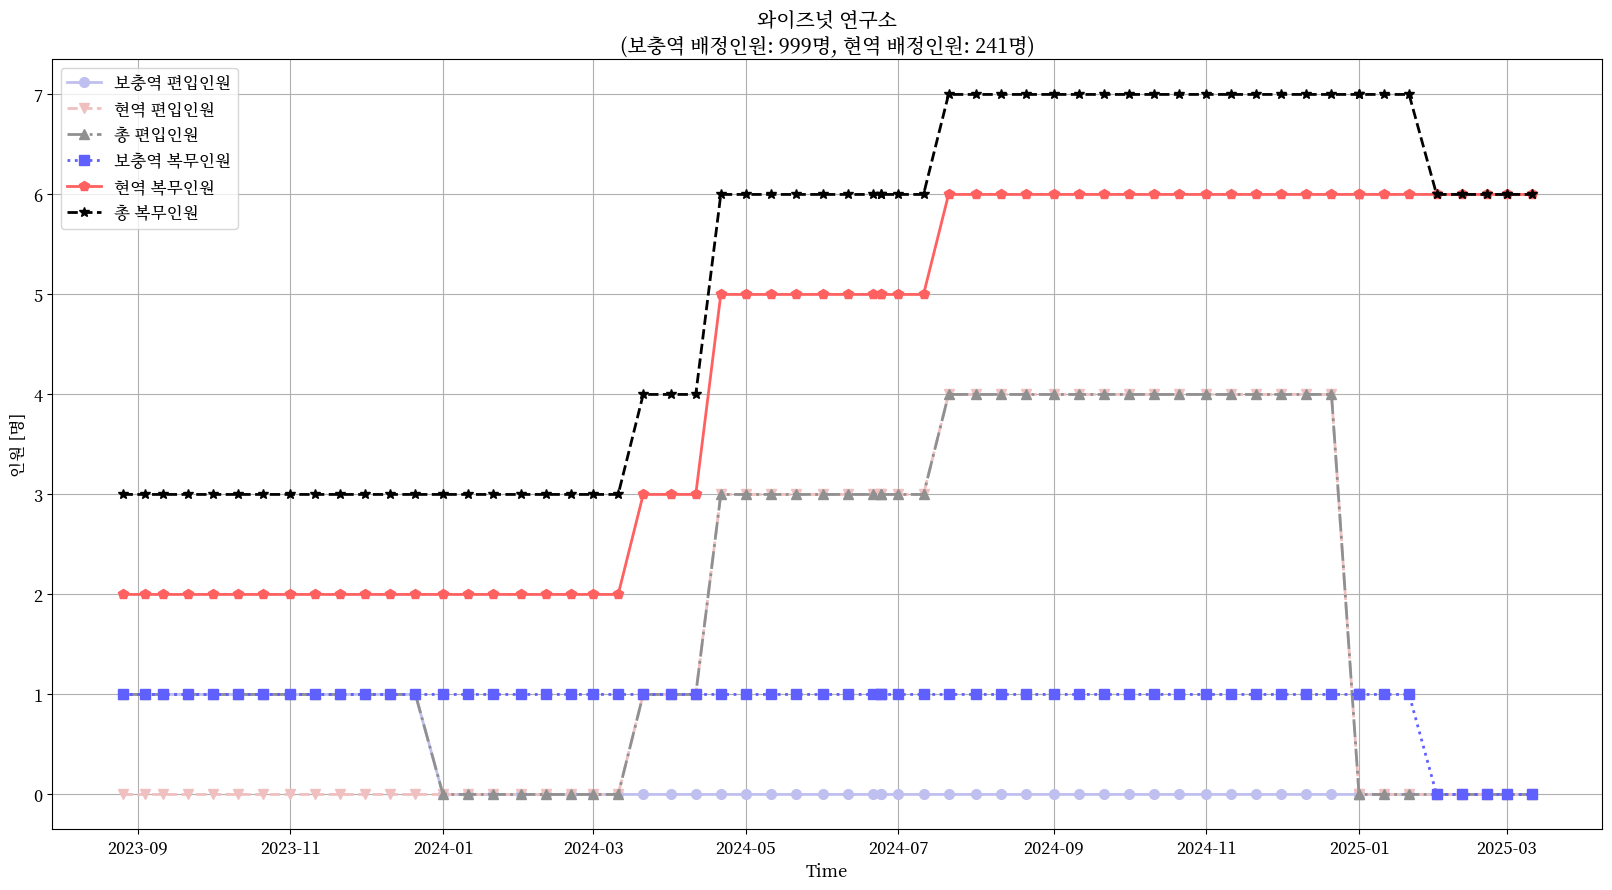 와이즈넛 연구소
(보충역 배정인원: 999명, 현역 배정인원: 241명)
보충역 편입인원
현역 편입인원
총 편입인원
보충역 복무인원
현역 복무인원
총 복무인원
7
6
5
4
3
2
1
0
인원 [명]
2023-09
2023-11
2024-01
2024-03
2024-05
2024-07
2024-09
2024-11
2025-01
2025-03
Time